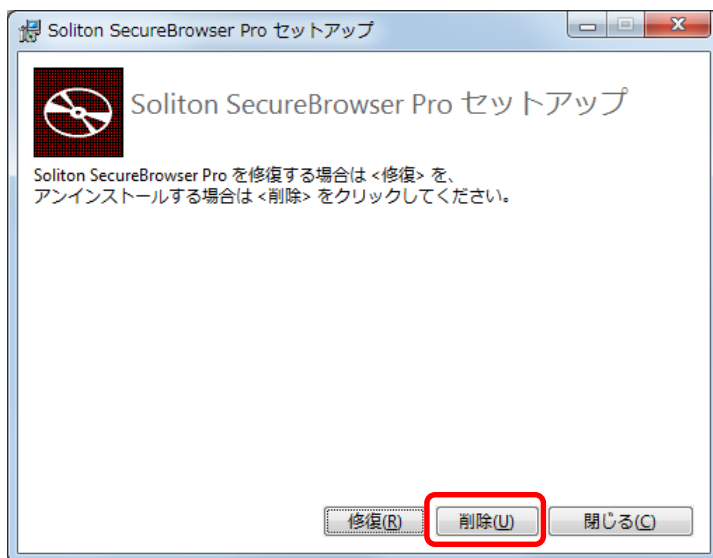 Soliton SecureBrowser Pro セットアップ
Soliton SecureBrowser Pro セットアップ
Soliton SecureBrowser Pro を修復する場合は <修復> を、
アンインストールする場合は <削除> をクリックしてください。
修復(R) 削除(U) 閉じる(C)